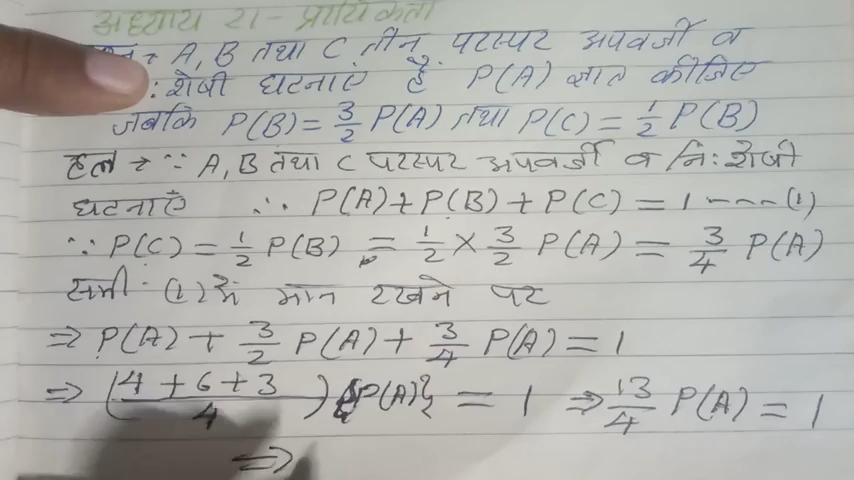 अध्याय 21 - प्रायिकता
A, B तथा C तीन परस्पर अपवर्जी व
: शेषी घटनाएं हैं. P(A) ज्ञात कीजिए
जबकि P(B) = 3/2 P(A) तथा P(C) = 1/2 P(B)
हल → ∵ A, B तथा C परस्पर अपवर्जी व नि: शेषी
घटनाएं ∴ P(A) + P(B) + P(C) = 1 ---- (1)
∵ P(C) = 1/2 P(B) = 1/2 × 3/2 P(A) = 3/4 P(A)
समी. (1) में मान रखने पर
⇒ P(A) + 3/2 P(A) + 3/4 P(A) = 1
⇒ (4 + 6 + 3 / 4) {P(A)} = 1 ⇒ 13/4 P(A) = 1
⇒